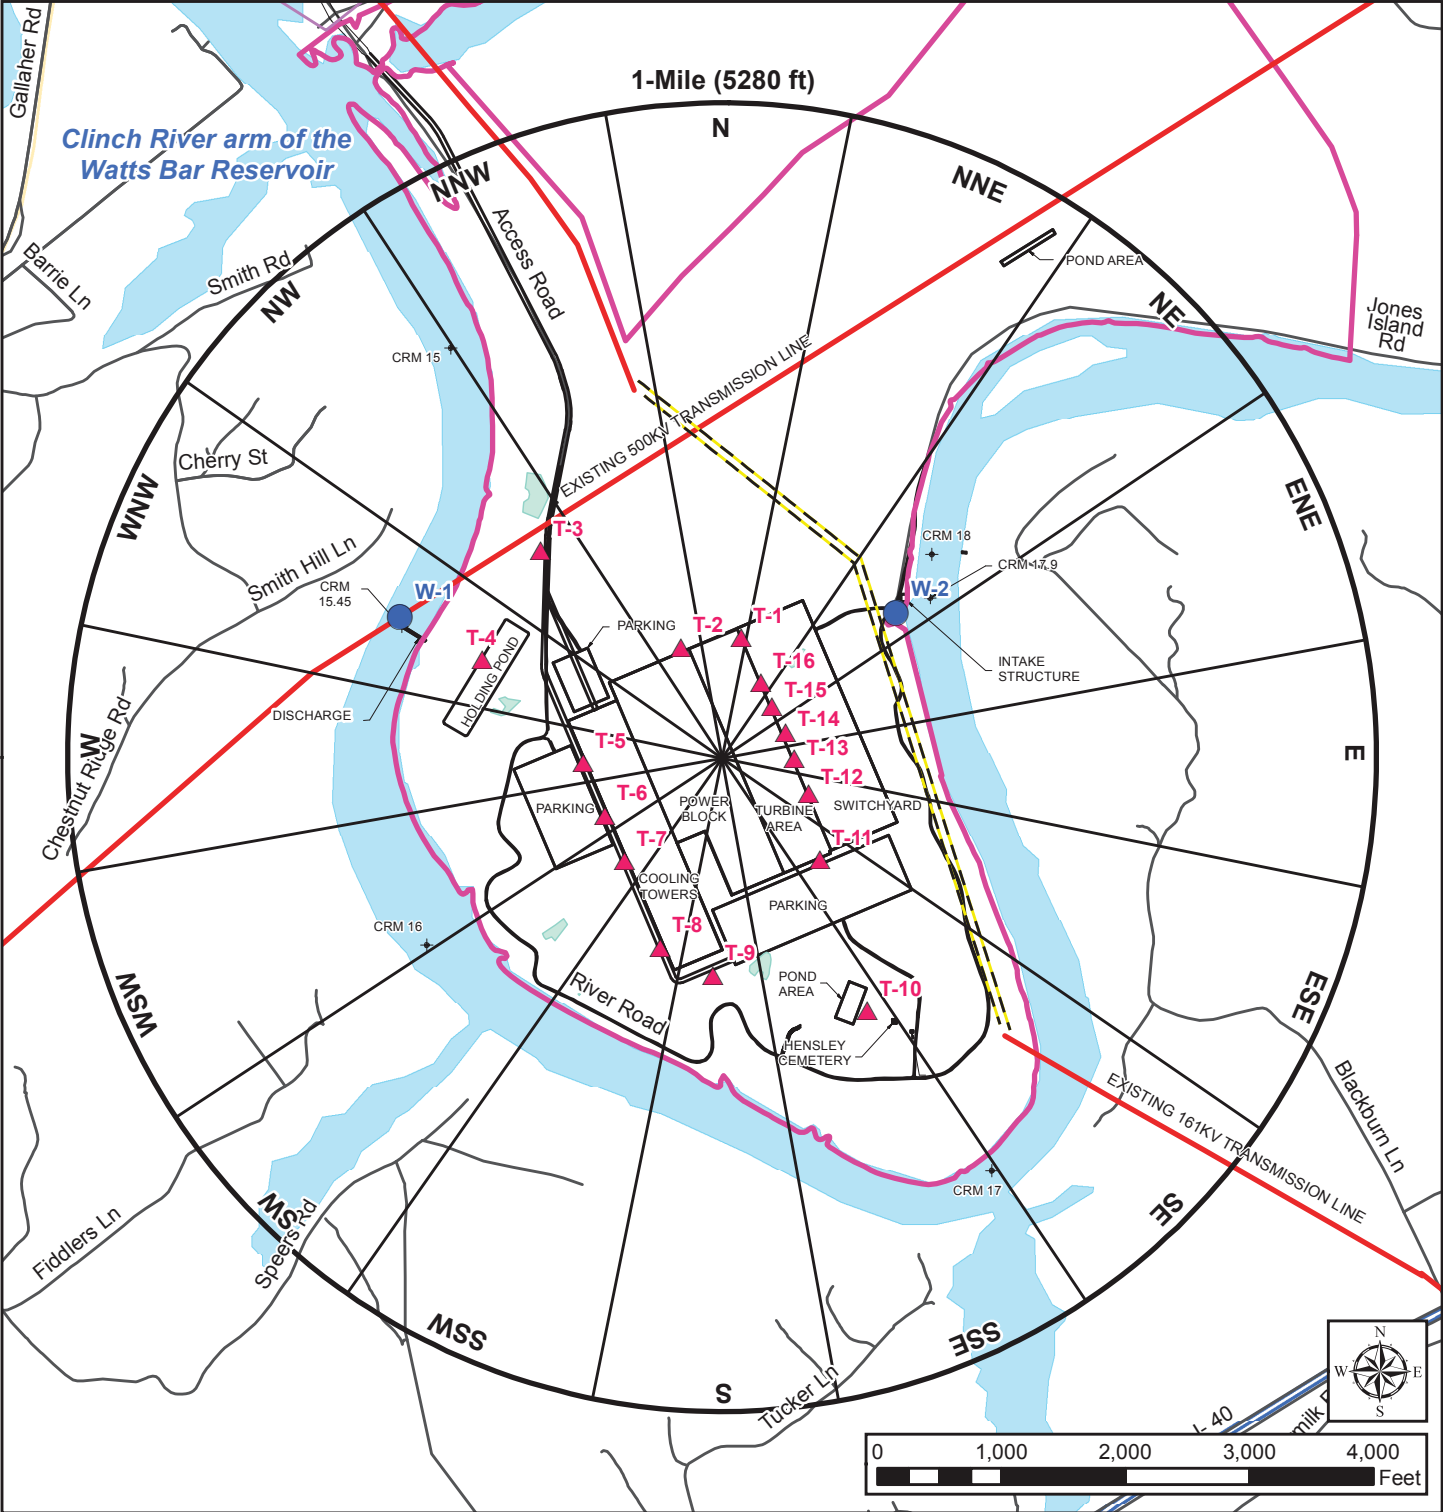 Gallaher Rd
1-Mile (5280 ft)
N
Clinch River arm of the
Watts Bar Reservoir
NNW
NNE
Access Road
Barrie Ln
Smith Rd
NW
POND AREA
NE
Jones
Island
Rd
CRM 15
EXISTING 500KV TRANSMISSION LINE
Cherry St
WNW
ENE
T-3
CRM 18
Smith Hill Ln
CRM 17.9
CRM
15.45
W-1
W-2
T-4
HOLDING POND
PARKING
T-2
T-1
T-16
INTAKE
STRUCTURE
T-15
DISCHARGE
T-14
Chestnut Ridge Rd
W
T-5
T-13
E
T-12
T-6
PARKING
POWER
BLOCK
TURBINE
AREA
SWITCHYARD
T-7
T-11
COOLING
TOWERS
PARKING
CRM 16
T-8
T-9
WSW
River Road
POND
AREA
T-10
ESE
HENSLEY
CEMETERY
EXISTING 161KV TRANSMISSION LINE
Blackburn Ln
CRM 17
SW
SE
Fiddlers Ln
Speers Rd
SSW
SSE
S
Tucker Ln
N
W
E
S
I- 40
milk
0
1,000
2,000
3,000
4,000
Feet